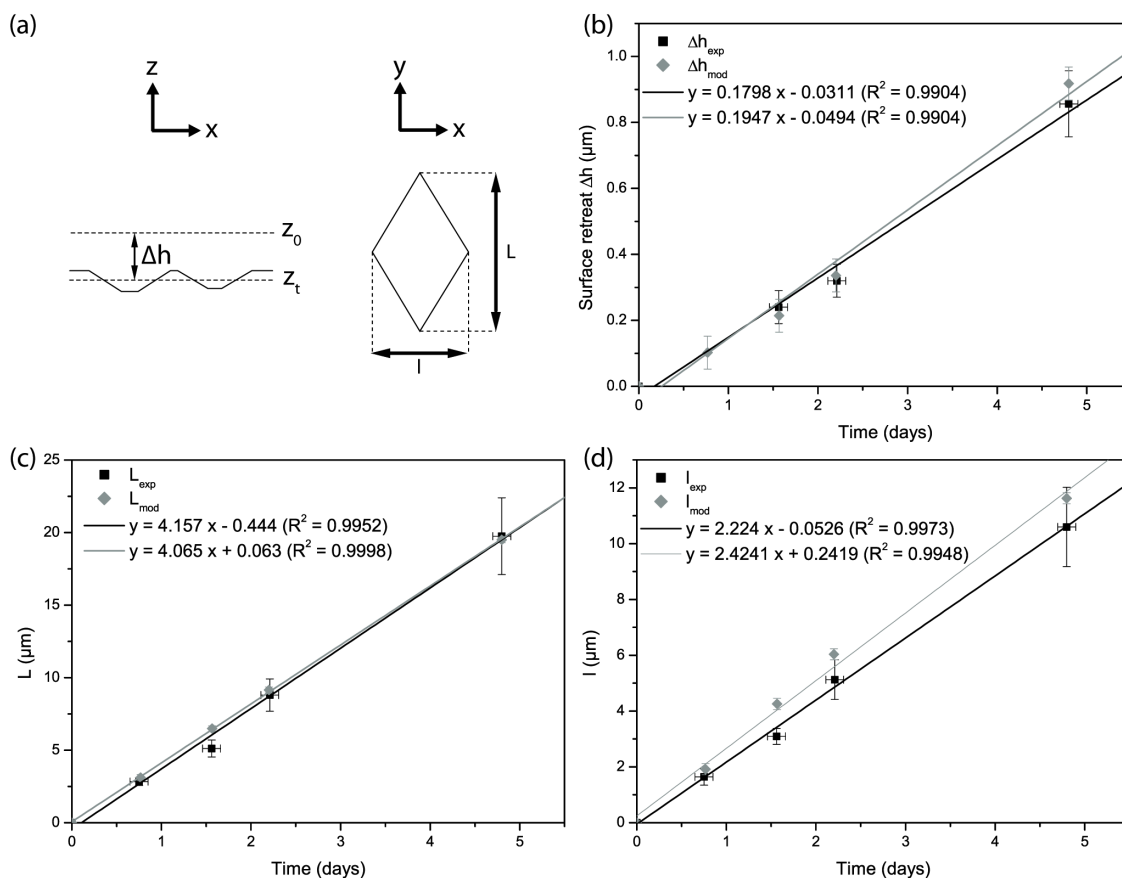 (a)
z
x
y
x
z0
Δh
zt
L
l
(b)
Δhexp
Δhmod
y = 0.1798 x - 0.0311 (R2 = 0.9904)
y = 0.1947 x - 0.0494 (R2 = 0.9904)
1.0
0.8
0.6
0.4
0.2
0.0
Surface retreat Δh (µm)
0 1 2 3 4 5
Time (days)
(c)
Lexp
Lmod
y = 4.157 x - 0.444 (R2 = 0.9952)
y = 4.065 x + 0.063 (R2 = 0.9998)
25
20
15
10
5
0
L (µm)
0 1 2 3 4 5
Time (days)
(d)
lexp
lmod
y = 2.224 x - 0.0526 (R2 = 0.9973)
y = 2.4241 x + 0.2419 (R2 = 0.9948)
12
10
8
6
4
2
0
l (µm)
0 1 2 3 4 5
Time (days)